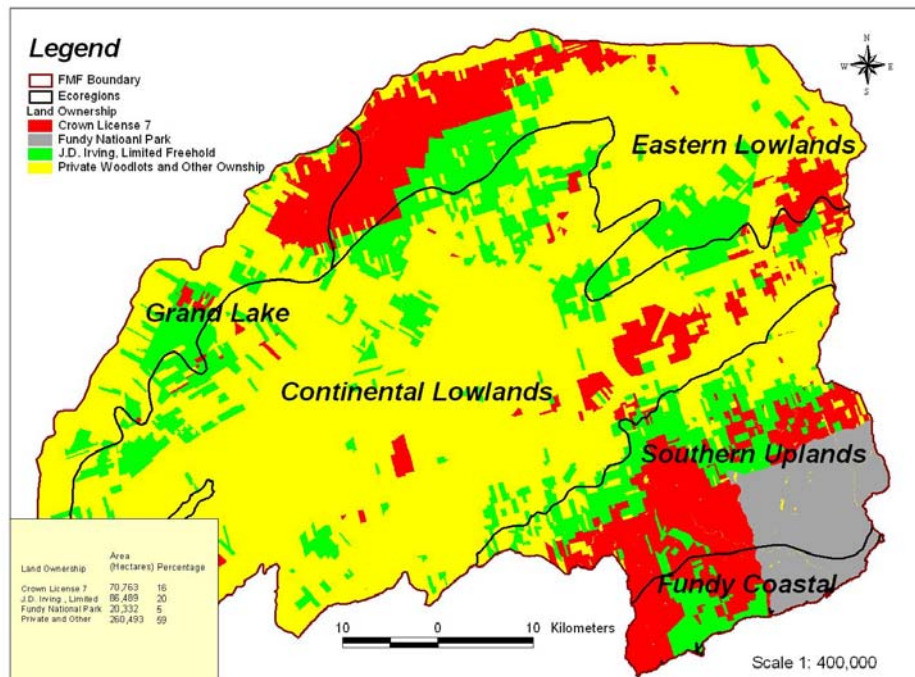 Legend
FMF Boundary
Ecoregions
Land Ownership
Crown License 7
Fundy Natioanl Park
J.D. Irving, Limited Freehold
Private Woodlots and Other Ownship
N
W E
S
Eastern Lowlands
Grand Lake
Continental Lowlands
Southern Uplands
Fundy Coastal
Land Ownership Area (Hectares) Percentage
Crown License 7 70,763 16
J.D. Irving , Limited 86,489 20
Fundy National Park 20,332 5
Private and Other 260,493 59
10 0 10 Kilometers
Scale 1: 400,000